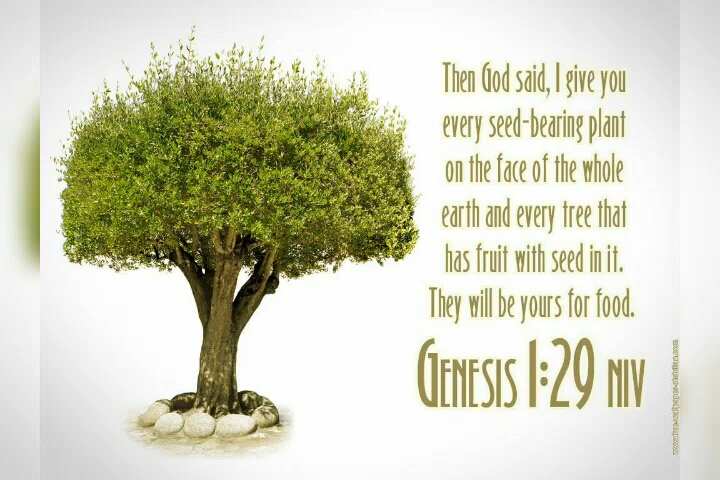 Then God said, I give you
every seed-bearing plant
on the face of the whole
earth and every tree that
has fruit with seed in it.
They will be yours for food.
GENESIS 1:29 NIV